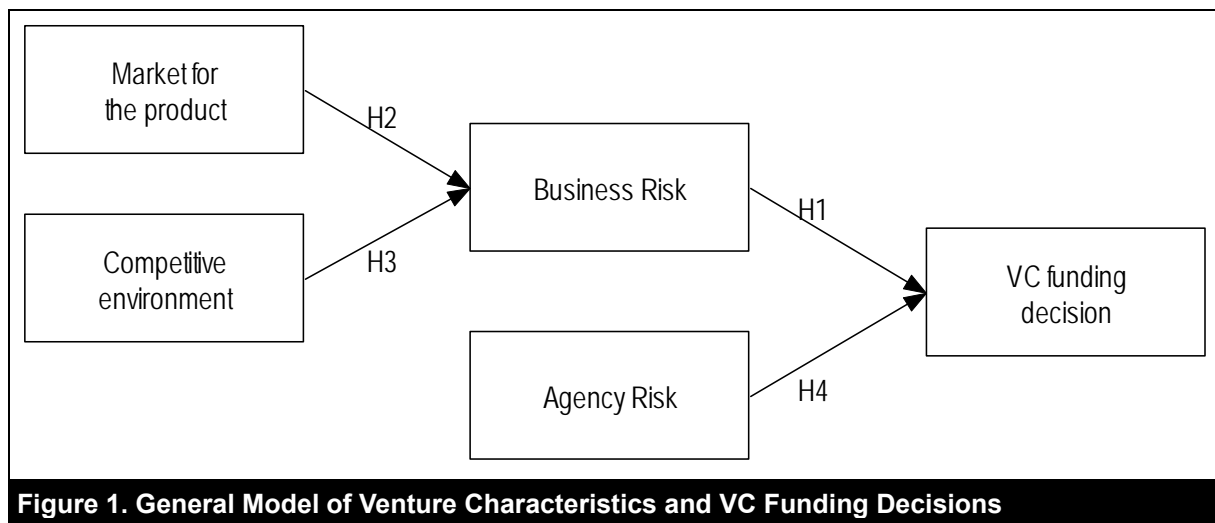 Market for
the product
H2
Business Risk
H1
Competitive
environment
H3
VC funding
decision
Agency Risk
H4
Figure 1. General Model of Venture Characteristics and VC Funding Decisions